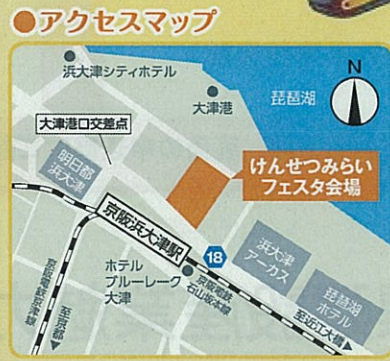 ●アクセスマップ
浜大津シティホテル
大津港
琵琶湖
N
大津港口交差点
明日都
浜大津
けんせつみらい
フェスタ会場
京阪浜大津駅
18
浜大津
アーカス
琵琶湖
ホテル
ホテル
ブルーレーク
大津
京阪電鉄
石山坂本線
京阪電鉄京津線
至京都
至近江大橋